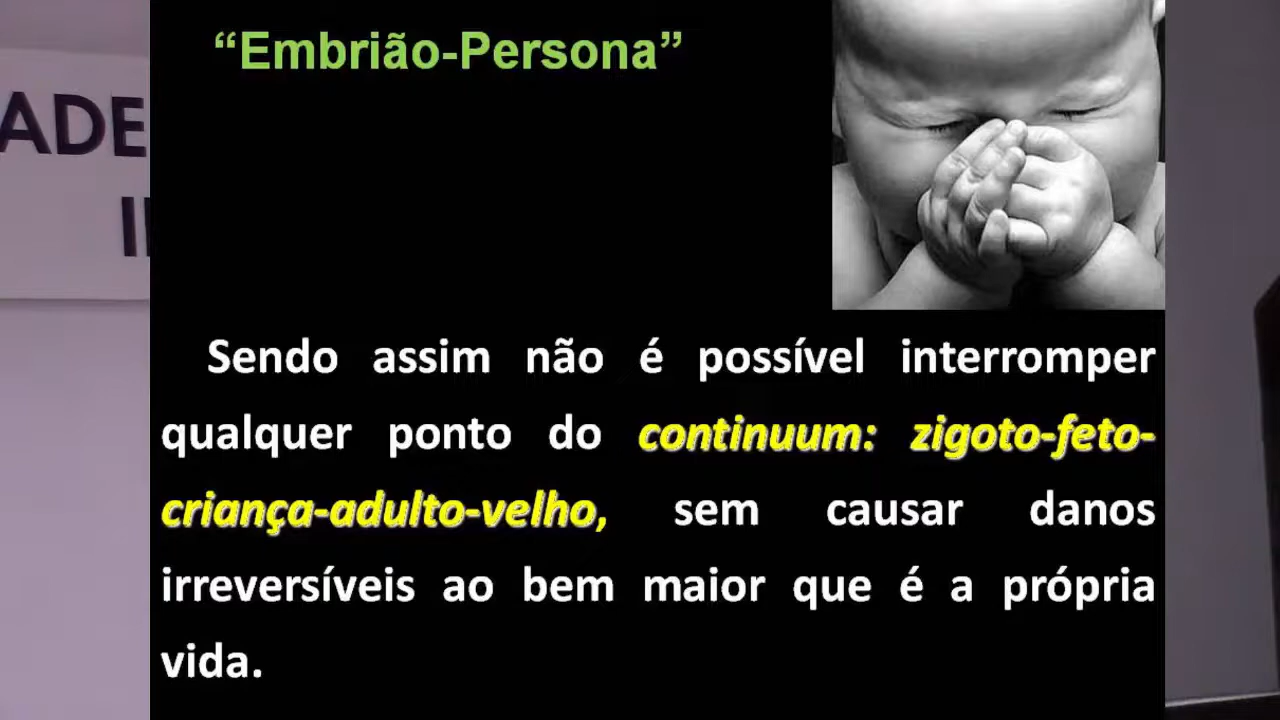 “Embrião-Persona”
ADE
Sendo assim não é possível interromper
qualquer ponto do continuum: zigoto-feto-
criança-adulto-velho, sem causar danos
irreversíveis ao bem maior que é a própria
vida.